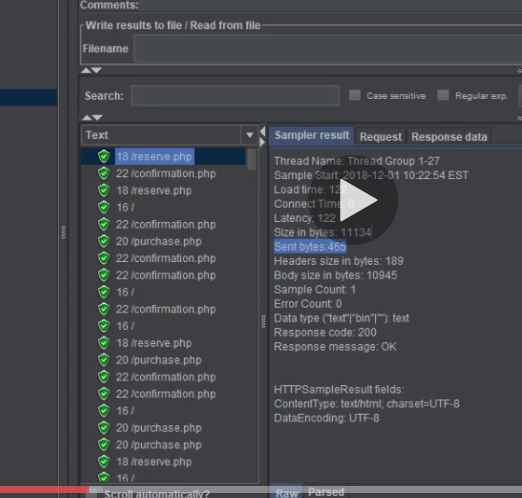 Comments:
Write results to file / Read from file
Filename
Search:
Case sensitive
Regular exp.
Text
Sampler result
Request
Response data
18 /reserve.php
22 /confirmation.php
18 /reserve.php
16 /
22 /confirmation.php
20 /purchase.php
22 /confirmation.php
22 /confirmation.php
16 /
22 /confirmation.php
16 /
18 /reserve.php
20 /purchase.php
22 /confirmation.php
22 /confirmation.php
16 /
20 /purchase.php
20 /purchase.php
18 /reserve.php
16 /
Scroll automatically?
Thread Name: Thread Group 1-27
Sample Start: 2018-12-01 10:22:54 EST
Load time: 122
Connect Time: 0
Latency: 122
Size in bytes: 11134
Sent bytes:465
Headers size in bytes: 189
Body size in bytes: 10945
Sample Count: 1
Error Count: 0
Data type ("text"|"bin"|""): text
Response code: 200
Response message: OK
HTTPSampleResult fields:
ContentType: text/html; charset=UTF-8
DataEncoding: UTF-8
Raw
Parsed